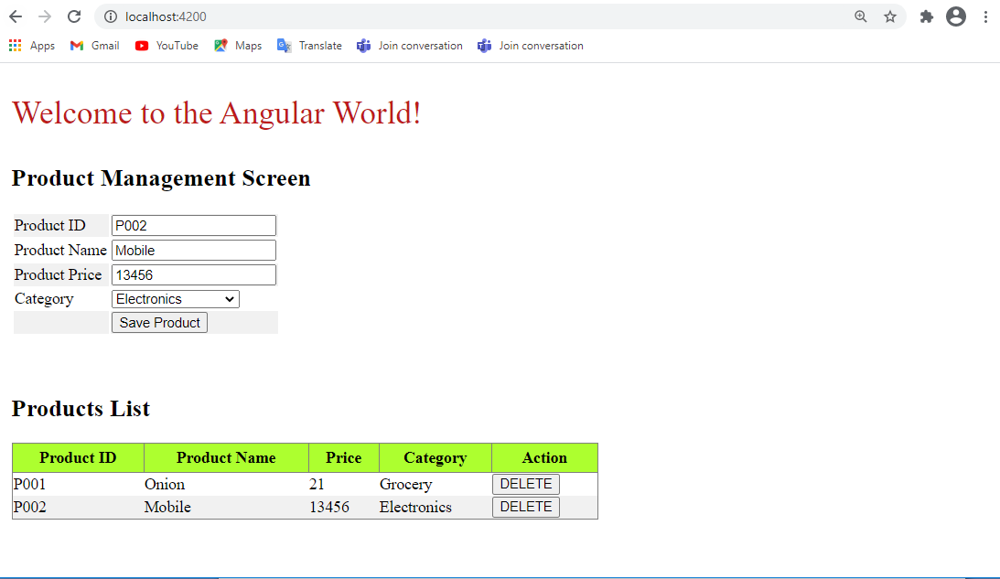 localhost:4200
Apps Gmail YouTube Maps Translate Join conversation Join conversation
Welcome to the Angular World!
Product Management Screen
Product ID P002
Product Name Mobile
Product Price 13456
Category Electronics
Save Product
Products List
Product ID Product Name Price Category Action
P001 Onion 21 Grocery DELETE
P002 Mobile 13456 Electronics DELETE